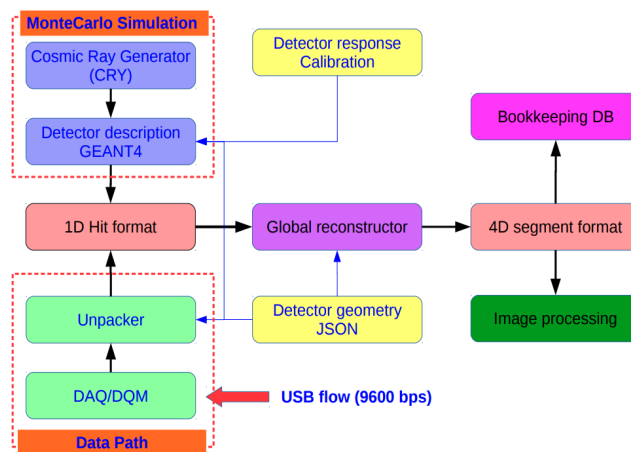 MonteCarlo Simulation
Cosmic Ray Generator
(CRY)
Detector description
GEANT4
Detector response
Calibration
Bookkeeping DB
1D Hit format
Global reconstructor
4D segment format
Unpacker
Detector geometry
JSON
Image processing
DAQ/DQM
USB flow (9600 bps)
Data Path